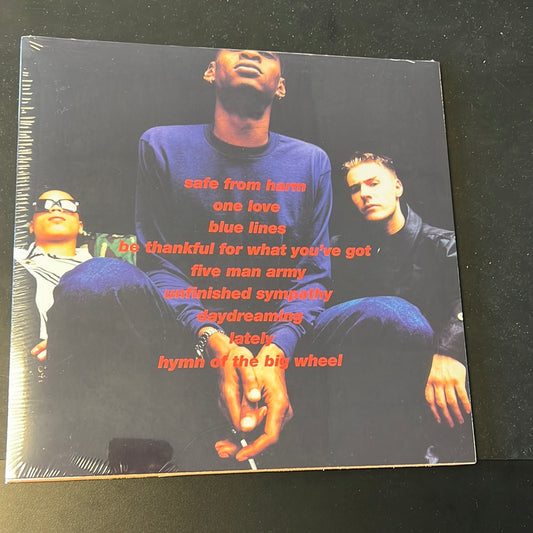 safe from harm
one love
blue lines
be thankful for what you've got
five man army
unfinished sympathy
daydreaming
lately
hymn of the big wheel